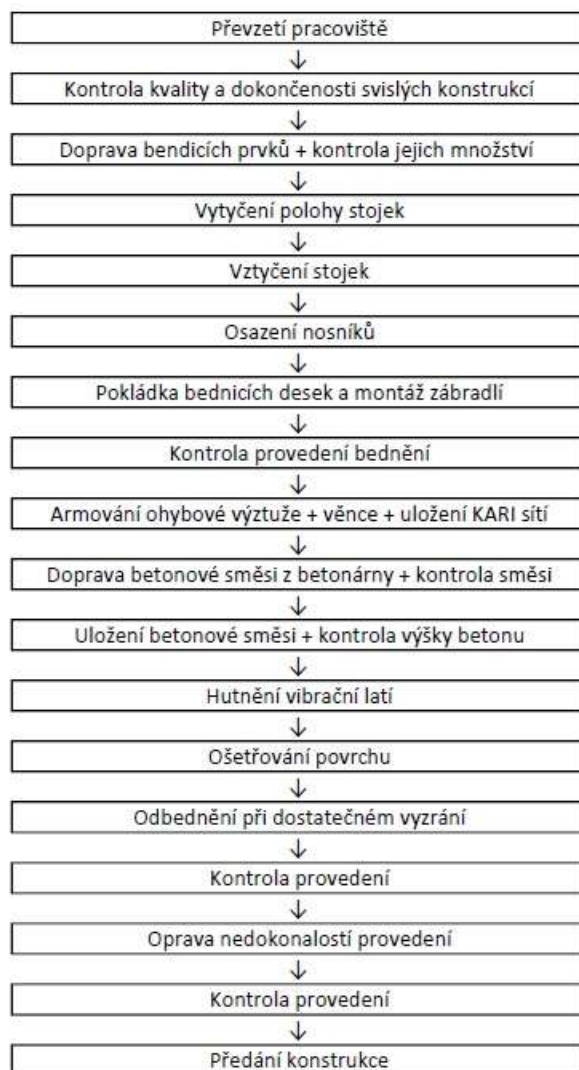 Převzetí pracoviště
↓
Kontrola kvality a dokončenosti svislých konstrukcí
↓
Doprava bendicích prvků + kontrola jejich množství
↓
Vytyčení polohy stojek
↓
Vztyčení stojek
↓
Osazení nosníků
↓
Pokládka bednicích desek a montáž zábradlí
↓
Kontrola provedení bednění
↓
Armování ohybové výztuže + věnce + uložení KARI sítí
↓
Doprava betonové směsi z betonárny + kontrola směsi
↓
Uložení betonové směsi + kontrola výšky betonu
↓
Hutnění vibrační latí
↓
Ošetřování povrchu
↓
Odbednění při dostatečném vyzrání
↓
Kontrola provedení
↓
Oprava nedokonalostí provedení
↓
Kontrola provedení
↓
Předání konstrukce